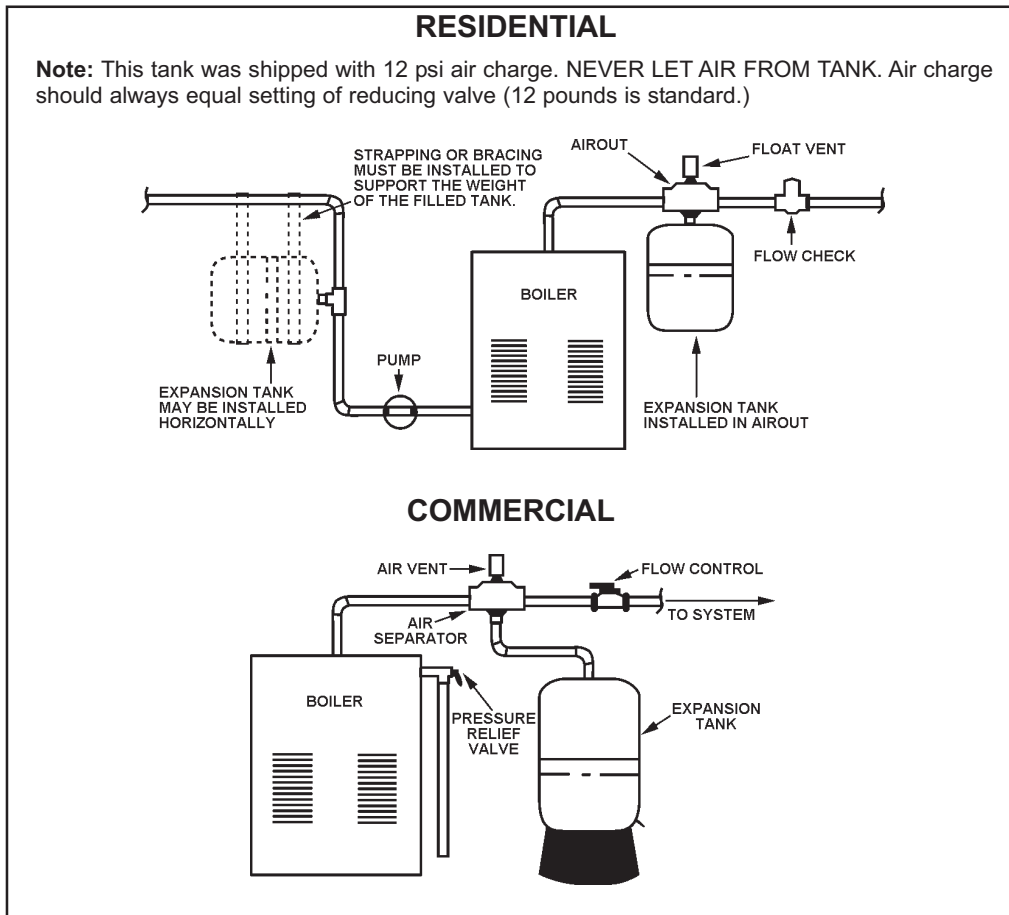 RESIDENTIAL
Note: This tank was shipped with 12 psi air charge. NEVER LET AIR FROM TANK. Air charge
should always equal setting of reducing valve (12 pounds is standard.)
STRAPPING OR BRACING
MUST BE INSTALLED TO
SUPPORT THE WEIGHT
OF THE FILLED TANK.
AIROUT
FLOAT VENT
FLOW CHECK
BOILER
PUMP
EXPANSION TANK
MAY BE INSTALLED
HORIZONTALLY
EXPANSION TANK
INSTALLED IN AIROUT
COMMERCIAL
AIR VENT
FLOW CONTROL
TO SYSTEM
AIR
SEPARATOR
BOILER
PRESSURE
RELIEF
VALVE
EXPANSION
TANK